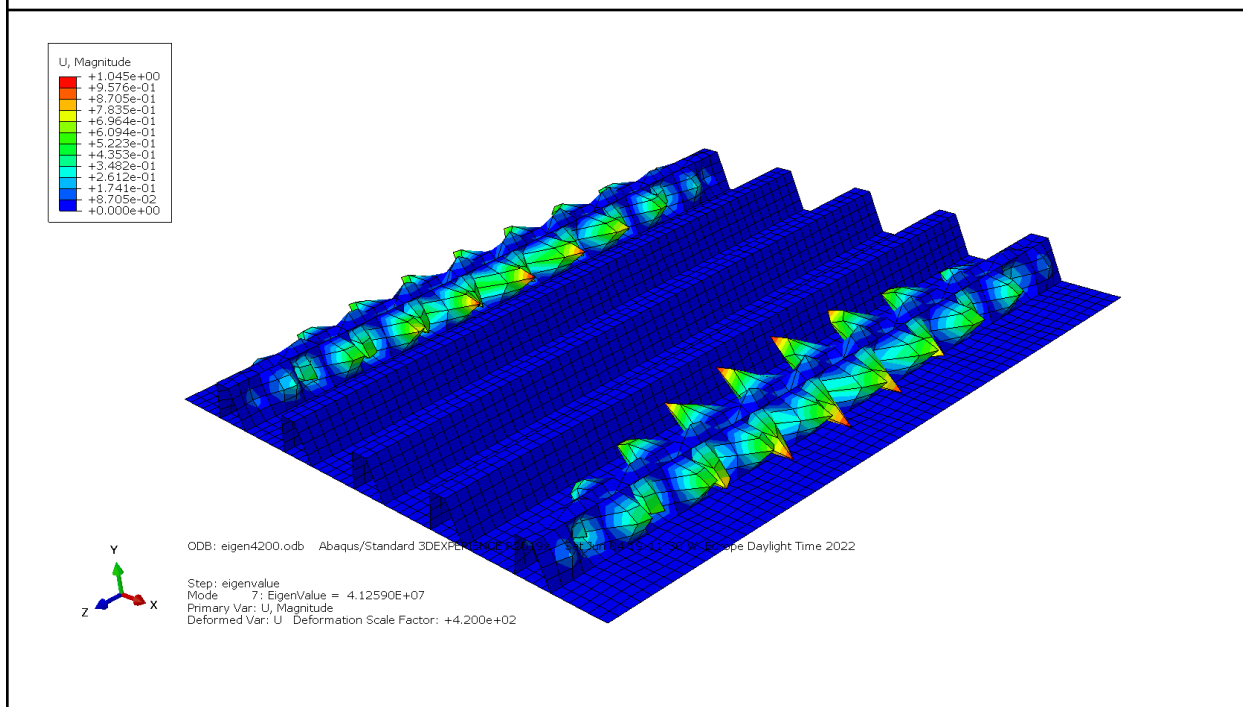 U, Magnitude
+1.045e+00
+9.576e-01
+8.705e-01
+7.835e-01
+6.964e-01
+6.094e-01
+5.223e-01
+4.353e-01
+3.482e-01
+2.612e-01
+1.741e-01
+8.705e-02
+0.000e+00
Y
Z
X
ODB: eigen4200.odb Abaqus/Standard Europe Daylight Time 2022
Step: eigenvalue
Mode 7: EigenValue = 4.12590E+07
Primary Var: U, Magnitude
Deformed Var: U Deformation Scale Factor: +4.200e+02